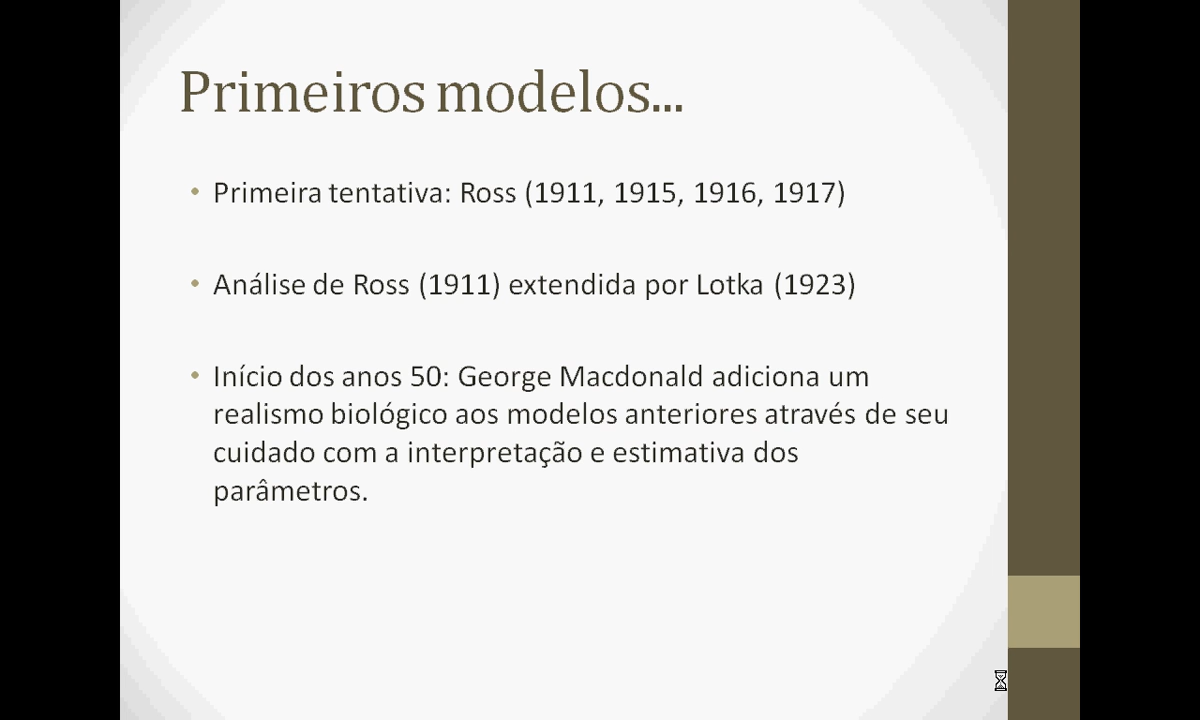 Primeiros modelos...
• Primeira tentativa: Ross (1911, 1915, 1916, 1917)
• Análise de Ross (1911) extendida por Lotka (1923)
• Início dos anos 50: George Macdonald adiciona um
realismo biológico aos modelos anteriores através de seu
cuidado com a interpretação e estimativa dos
parâmetros.